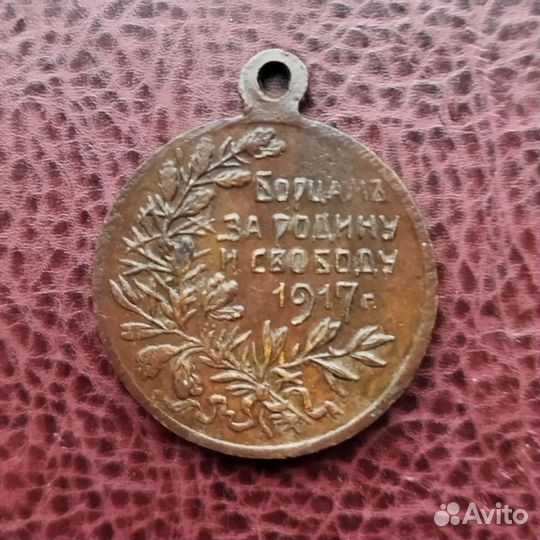 БОРЦАМЪ
ЗА РОДИНУ
И СВОБОДУ
1917 г.
Avito